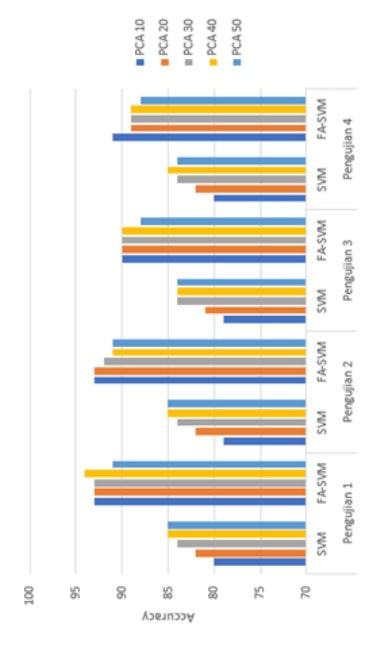 100
95
90
85
80
75
70
Accuracy
SVM
FA-SVM
SVM
FA-SVM
SVM
FA-SVM
SVM
FA-SVM
Pengujian 1
Pengujian 2
Pengujian 3
Pengujian 4
PCA 10
PCA 20
PCA 30
PCA 40
PCA 50